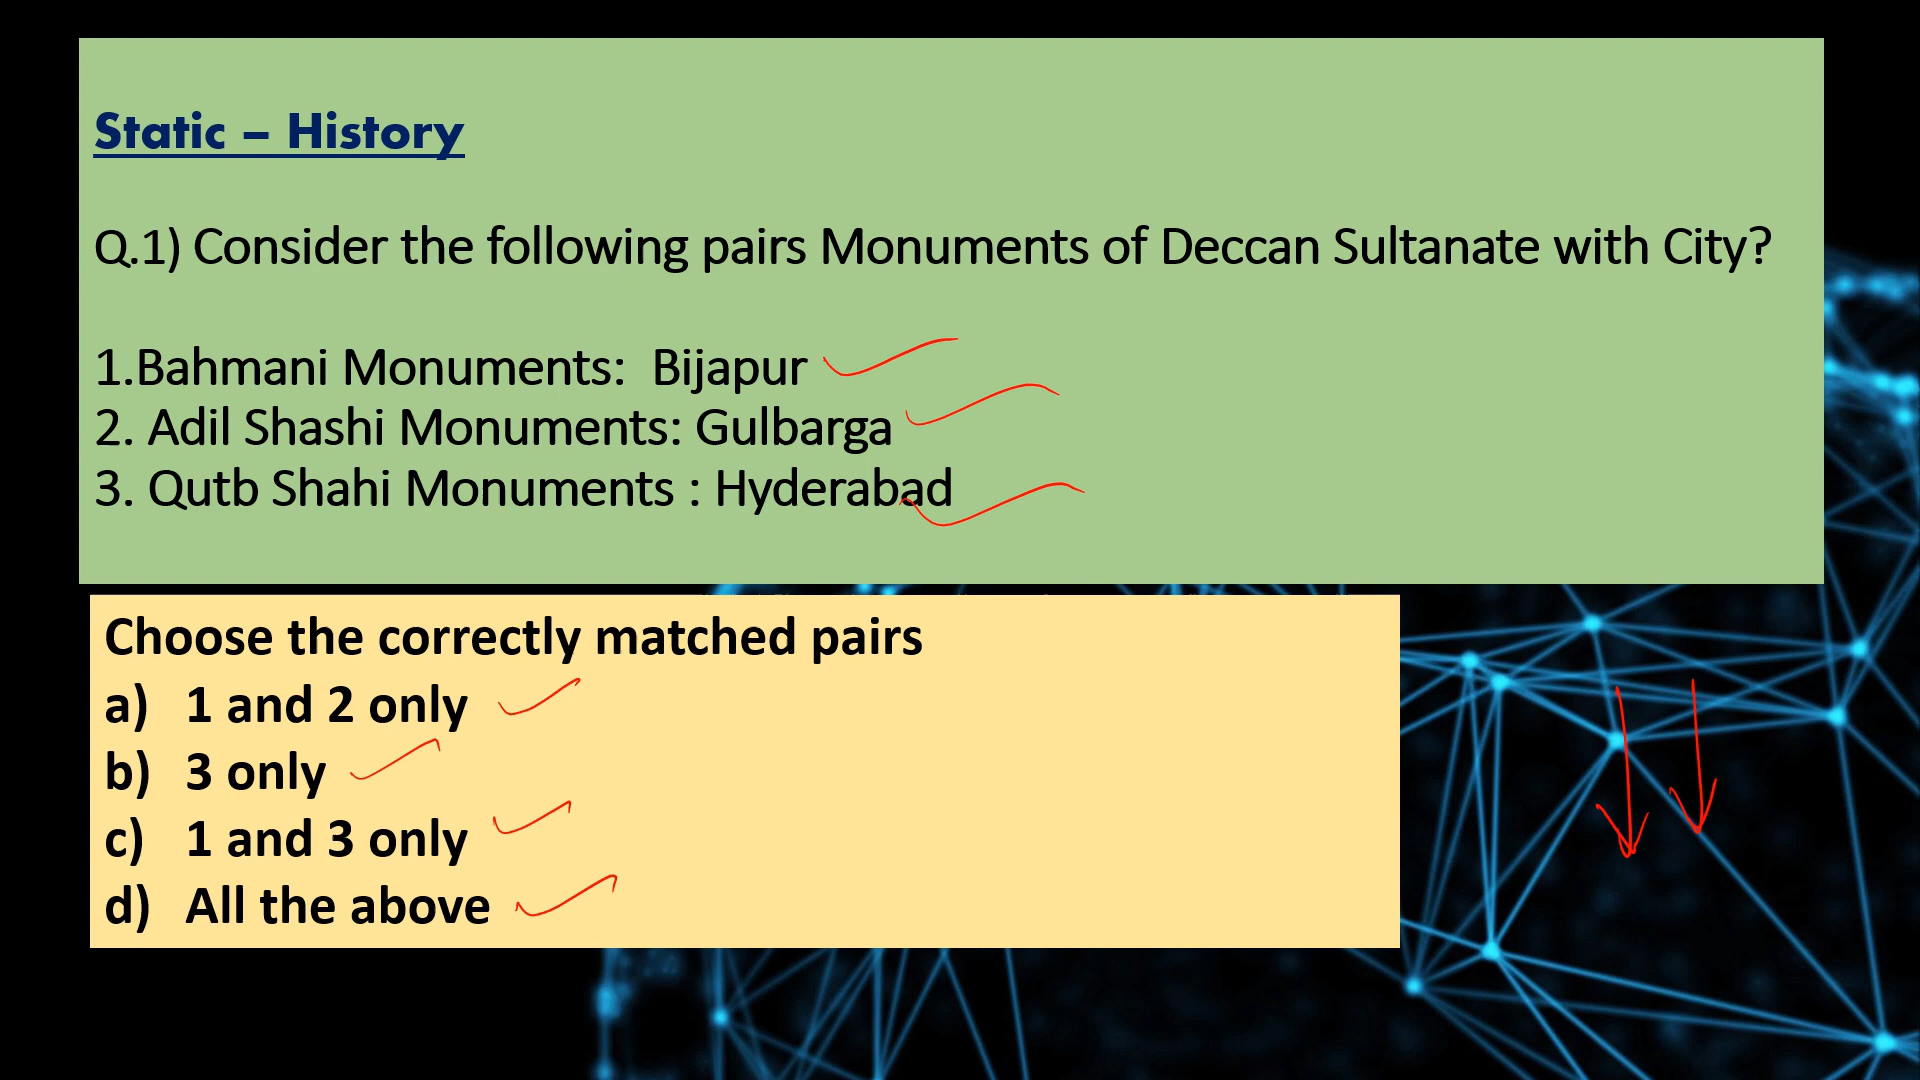 Static – History
Q.1) Consider the following pairs Monuments of Deccan Sultanate with City?
1.Bahmani Monuments: Bijapur
2. Adil Shashi Monuments: Gulbarga
3. Qutb Shahi Monuments : Hyderabad
Choose the correctly matched pairs
a) 1 and 2 only
b) 3 only
c) 1 and 3 only
d) All the above